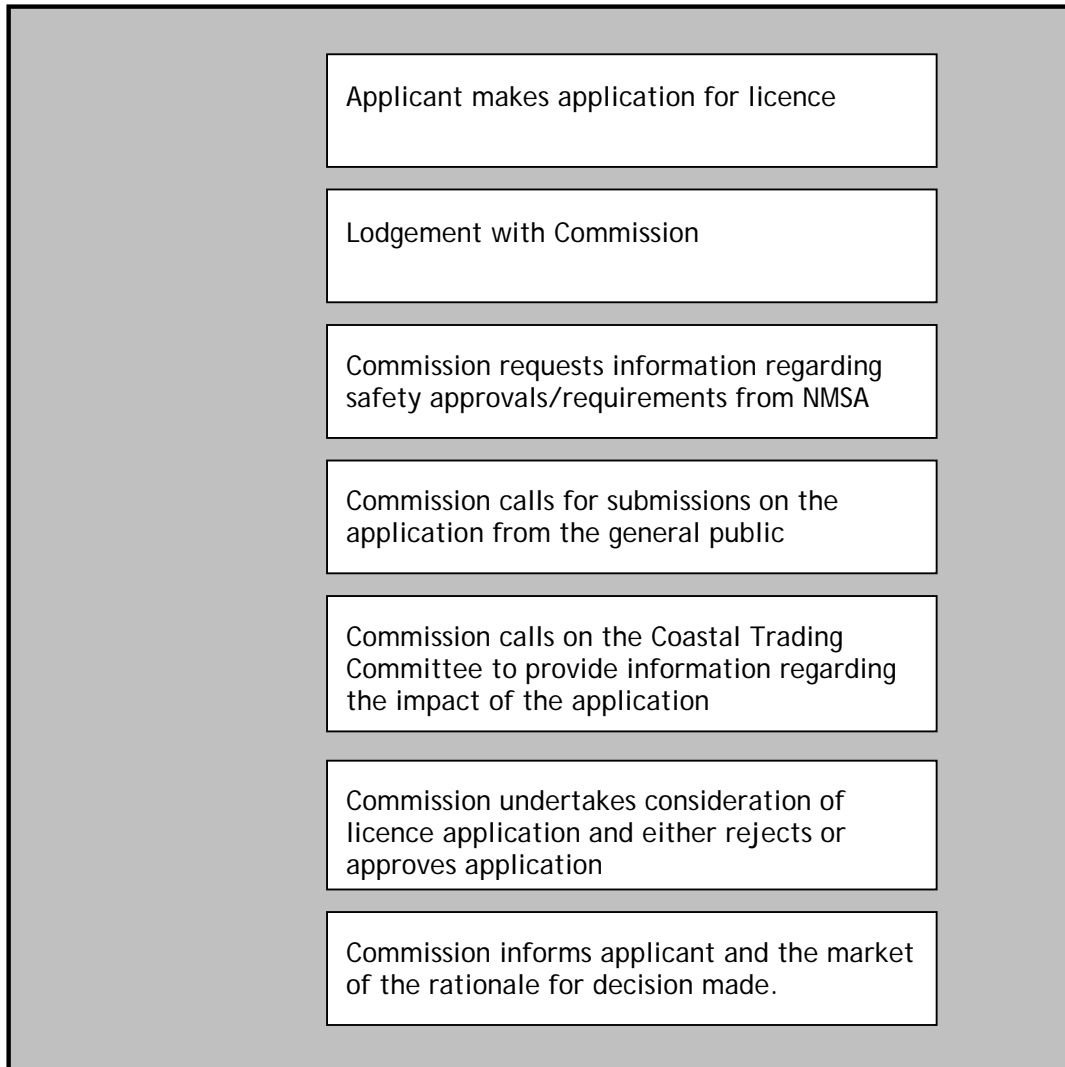 Applicant makes application for licence
Lodgement with Commission
Commission requests information regarding
safety approvals/requirements from NMSA
Commission calls for submissions on the
application from the general public
Commission calls on the Coastal Trading
Committee to provide information regarding
the impact of the application
Commission undertakes consideration of
licence application and either rejects or
approves application
Commission informs applicant and the market
of the rationale for decision made.